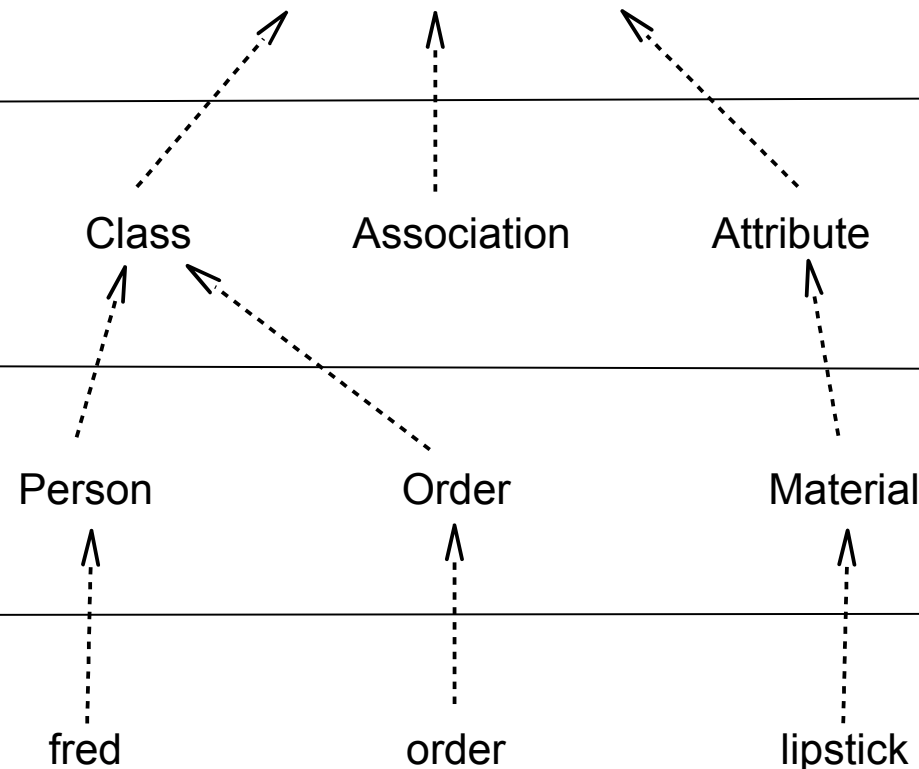 Class Association Attribute
Person Order Material
fred order lipstick